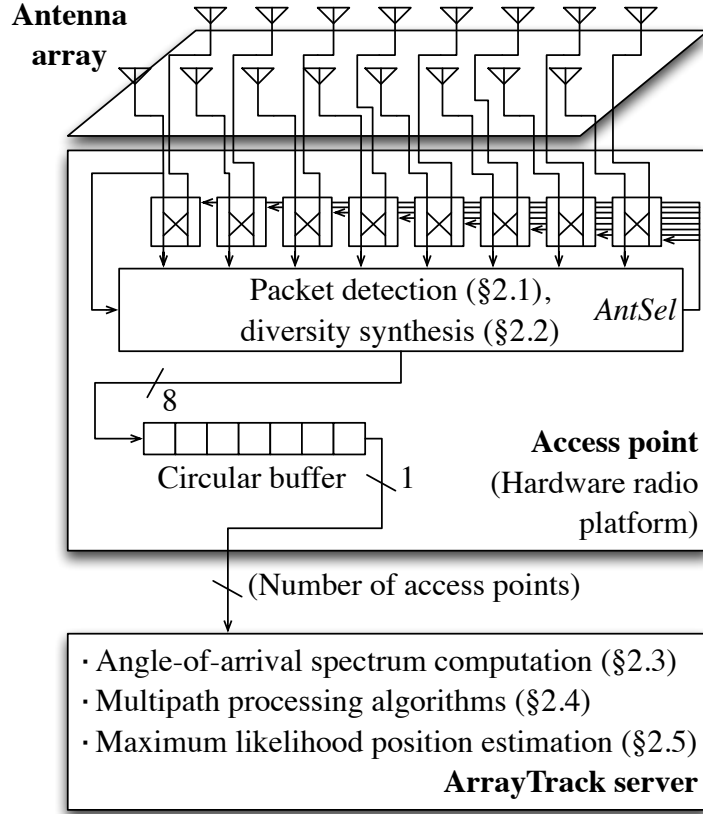 Antenna
array
Packet detection (§2.1),
diversity synthesis (§2.2)
AntSel
8
Circular buffer
1
Access point
(Hardware radio
platform)
(Number of access points)
· Angle-of-arrival spectrum computation (§2.3)
· Multipath processing algorithms (§2.4)
· Maximum likelihood position estimation (§2.5)
ArrayTrack server